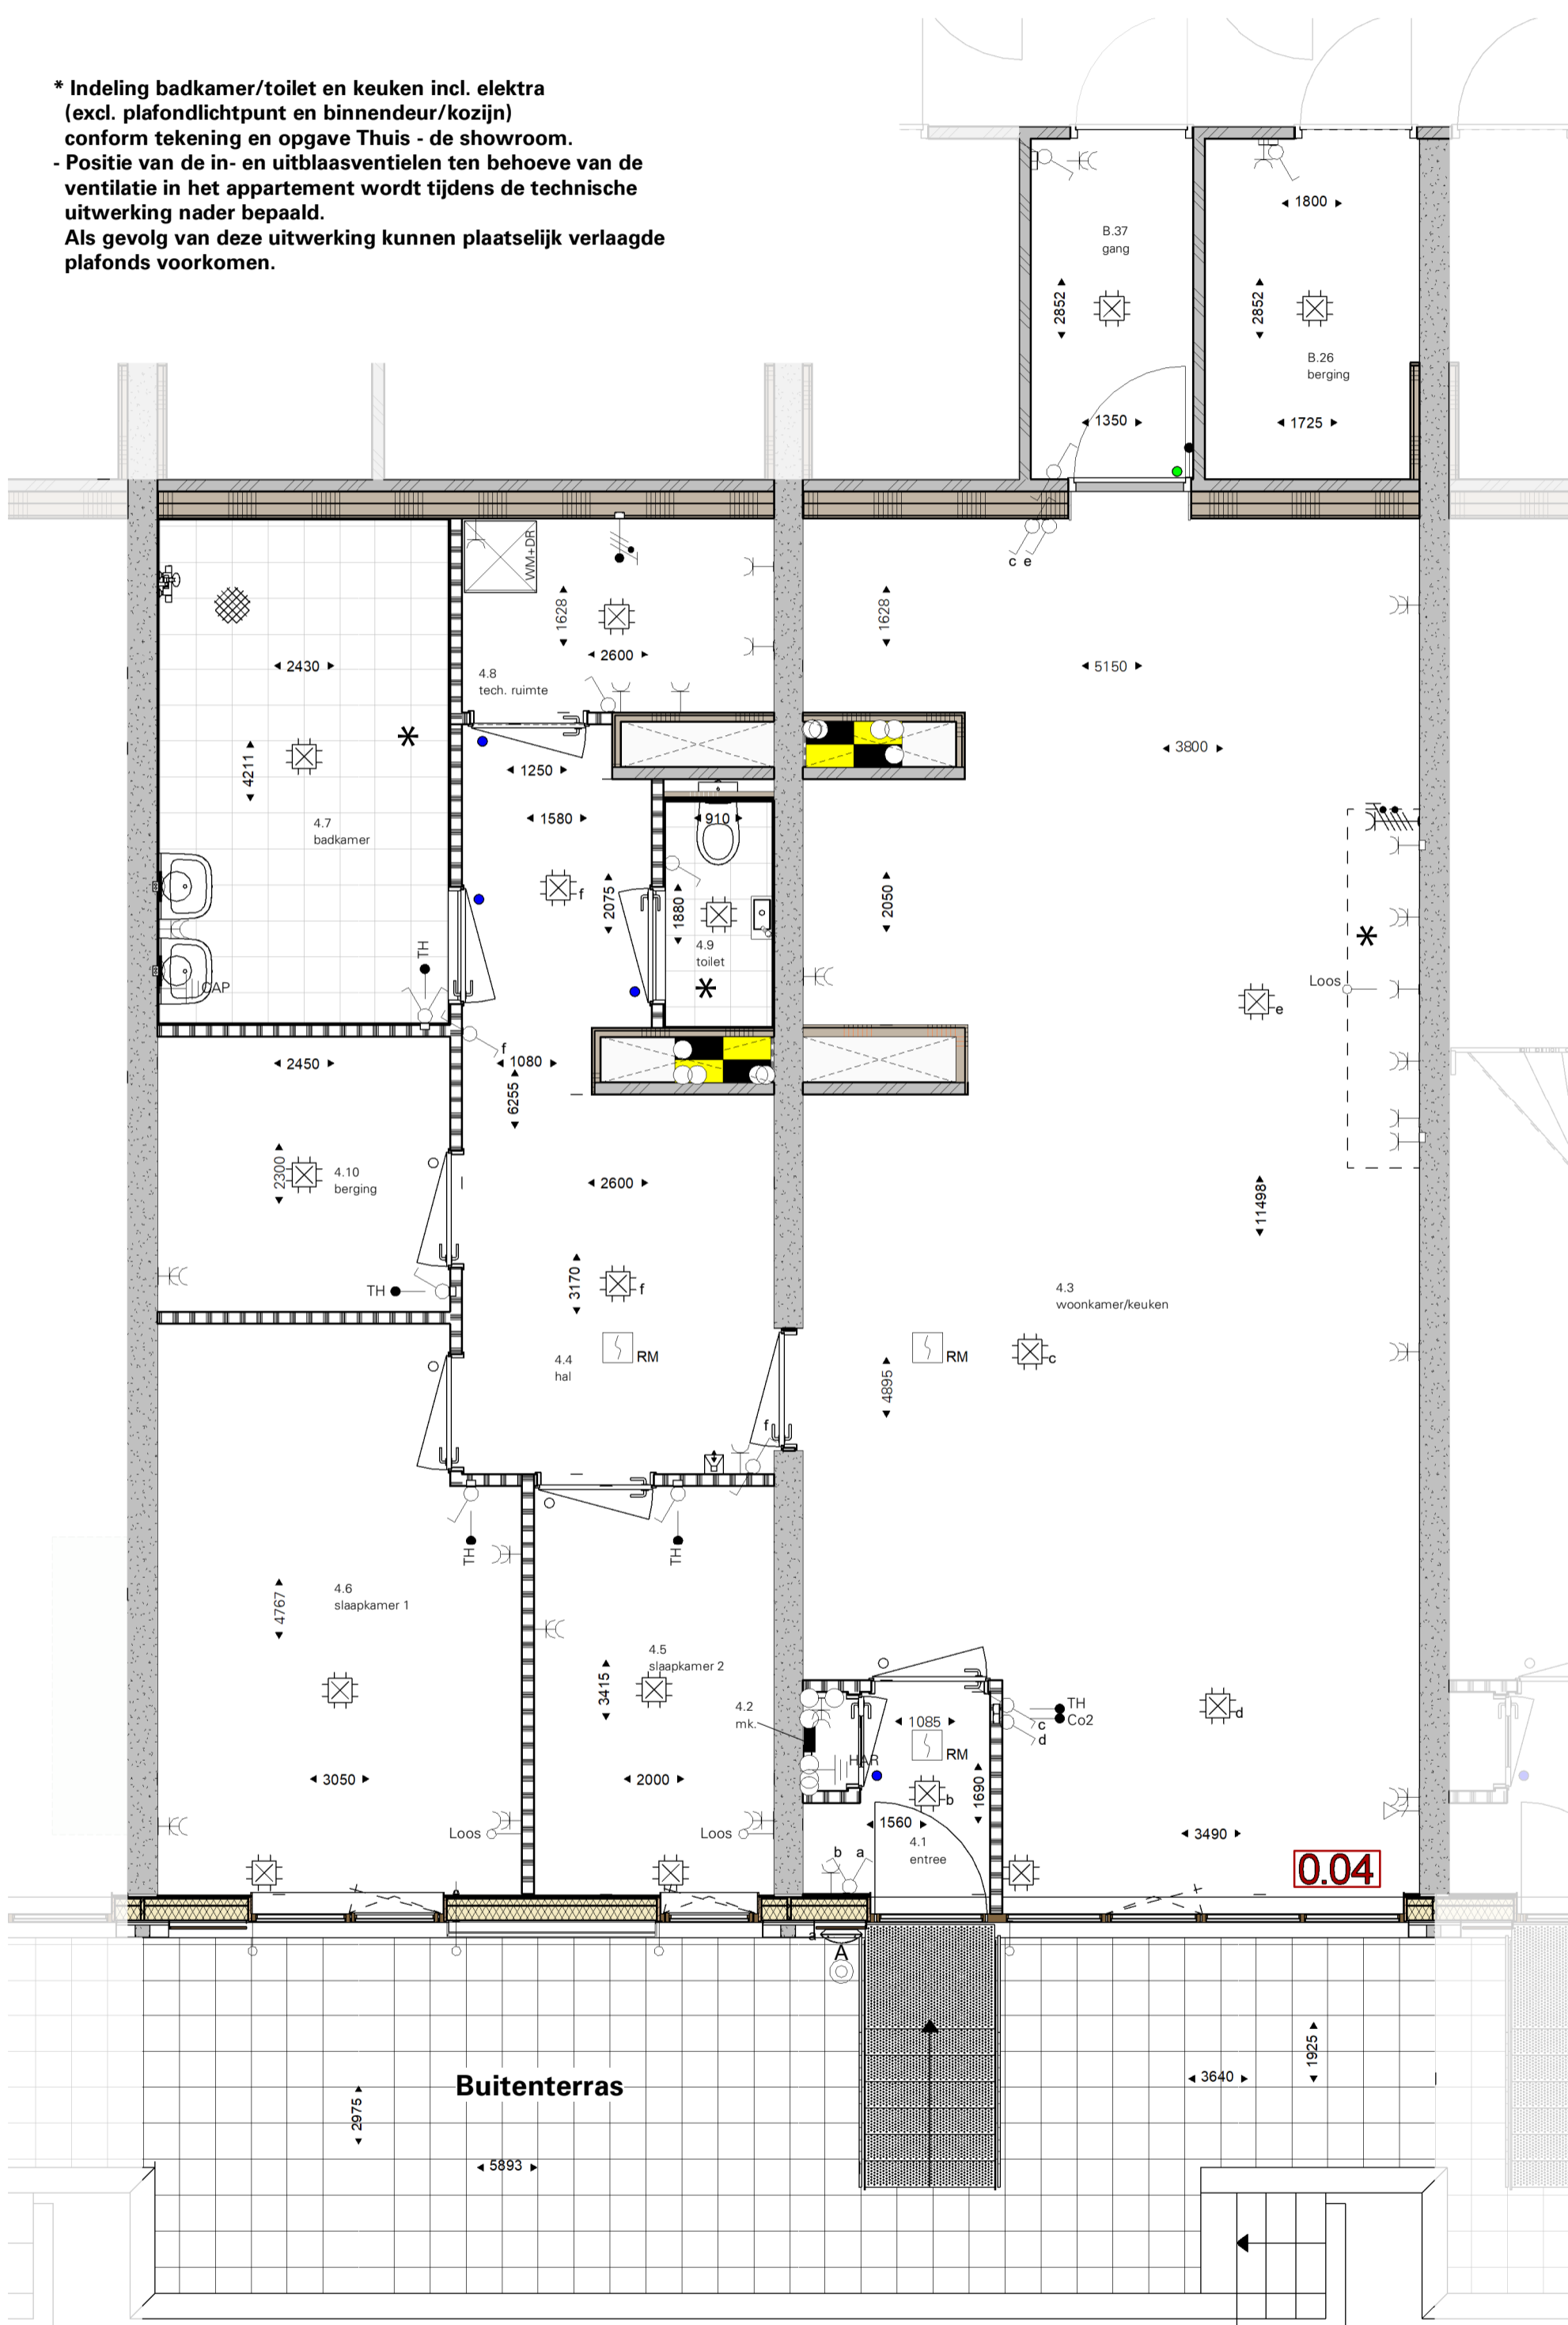 * Indeling badkamer/toilet en keuken incl. elektra
(excl. plafondlichtpunt en binnendeur/kozijn)
conform tekening en opgave Thuis - de showroom.
- Positie van de in- en uitblaasventielen ten behoeve van de
ventilatie in het appartement wordt tijdens de technische
uitwerking nader bepaald.
Als gevolg van deze uitwerking kunnen plaatselijk verlaagde
plafonds voorkomen.
1800
B.37
gang
2852
2852
B.26
berging
1350
1725
WM+DR
c e
1628
1628
2600
2430
5150
4.8
tech. ruimte
*
3800
4211
1250
1580
910
4.7
badkamer
f
2075
1880
2050
4.9
toilet
*
*
TH
CAP
Loos
e
f
2450
1080
6255
2300
4.10
berging
2600
11498
3170
f
TH
4.3
woonkamer/keuken
RM
RM
c
4.4
hal
4895
f
TH
TH
4.6
slaapkamer 1
4767
4.5
slaapkamer 2
3415
4.2
mk.
TH
Co2
c
d
d
1085
RM
HAR
3050
2000
1690
b
1560
4.1
entree
Loos
Loos
3490
b a
0.04
a
A
1925
3640
Buitenterras
2975
5893